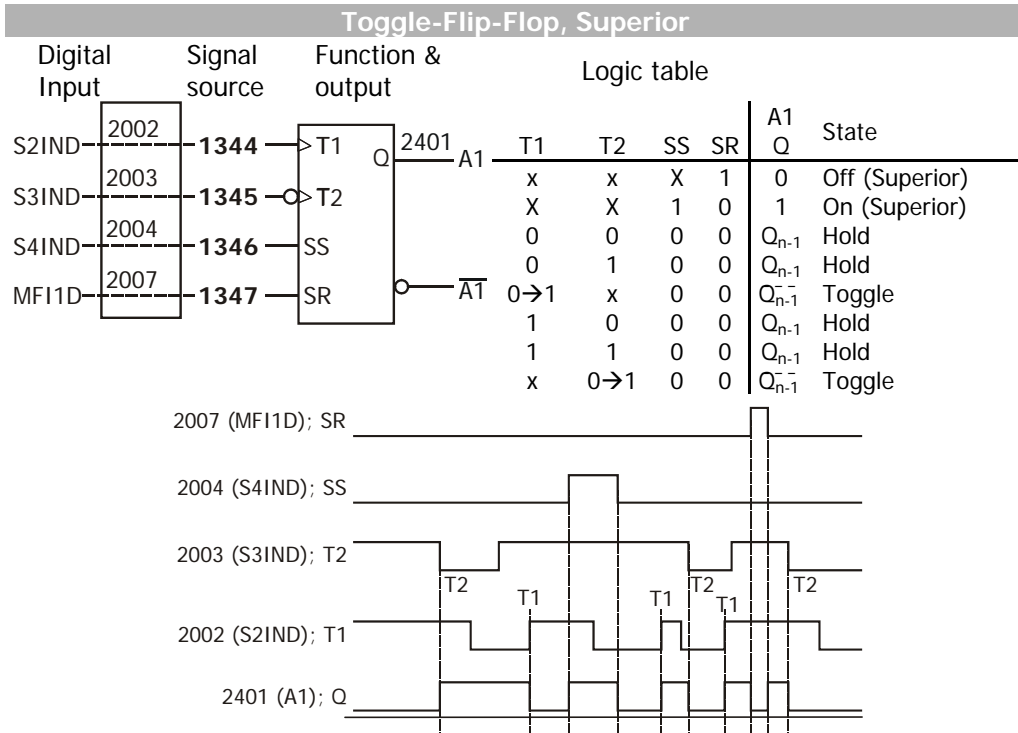 Toggle-Flip-Flop, Superior
Digital Input
Signal source
Function & output
Logic table
S2IND 2002 1344 T1
S3IND 2003 1345 T2
S4IND 2004 1346 SS
MFI1D 2007 1347 SR
Q 2401 A1
A1
T1 T2 SS SR A1 Q State
x x X 1 0 Off (Superior)
X X 1 0 1 On (Superior)
0 0 0 0 Qn-1 Hold
0 1 0 0 Qn-1 Hold
0→1 x 0 0 Qn-1 Toggle
1 0 0 0 Qn-1 Hold
1 1 0 0 Qn-1 Hold
x 0→1 0 0 Qn-1 Toggle
2007 (MFI1D); SR
2004 (S4IND); SS
2003 (S3IND); T2
T2 T1 T1 T2 T1 T2
2002 (S2IND); T1
2401 (A1); Q